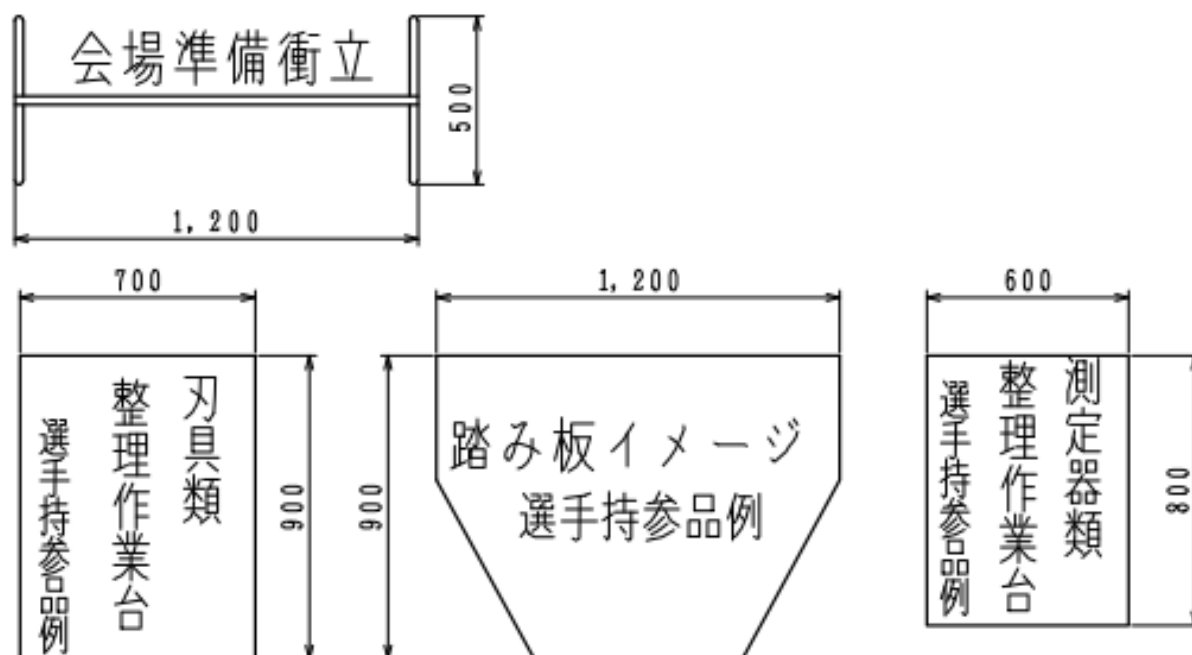 会場準備衝立
500
1,200
700
1,200
600
刃具類
整理作業台
選手持参品例
900
900
踏み板イメージ
選手持参品例
測定器類
整理作業台
選手持参品例
800